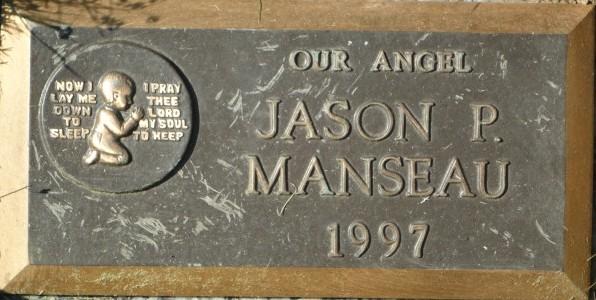 NOW I
LAY ME
DOWN
TO
SLEEP
I PRAY
THEE
LORD
MY SOUL
TO KEEP
OUR ANGEL
JASON P.
MANSEAU
1997